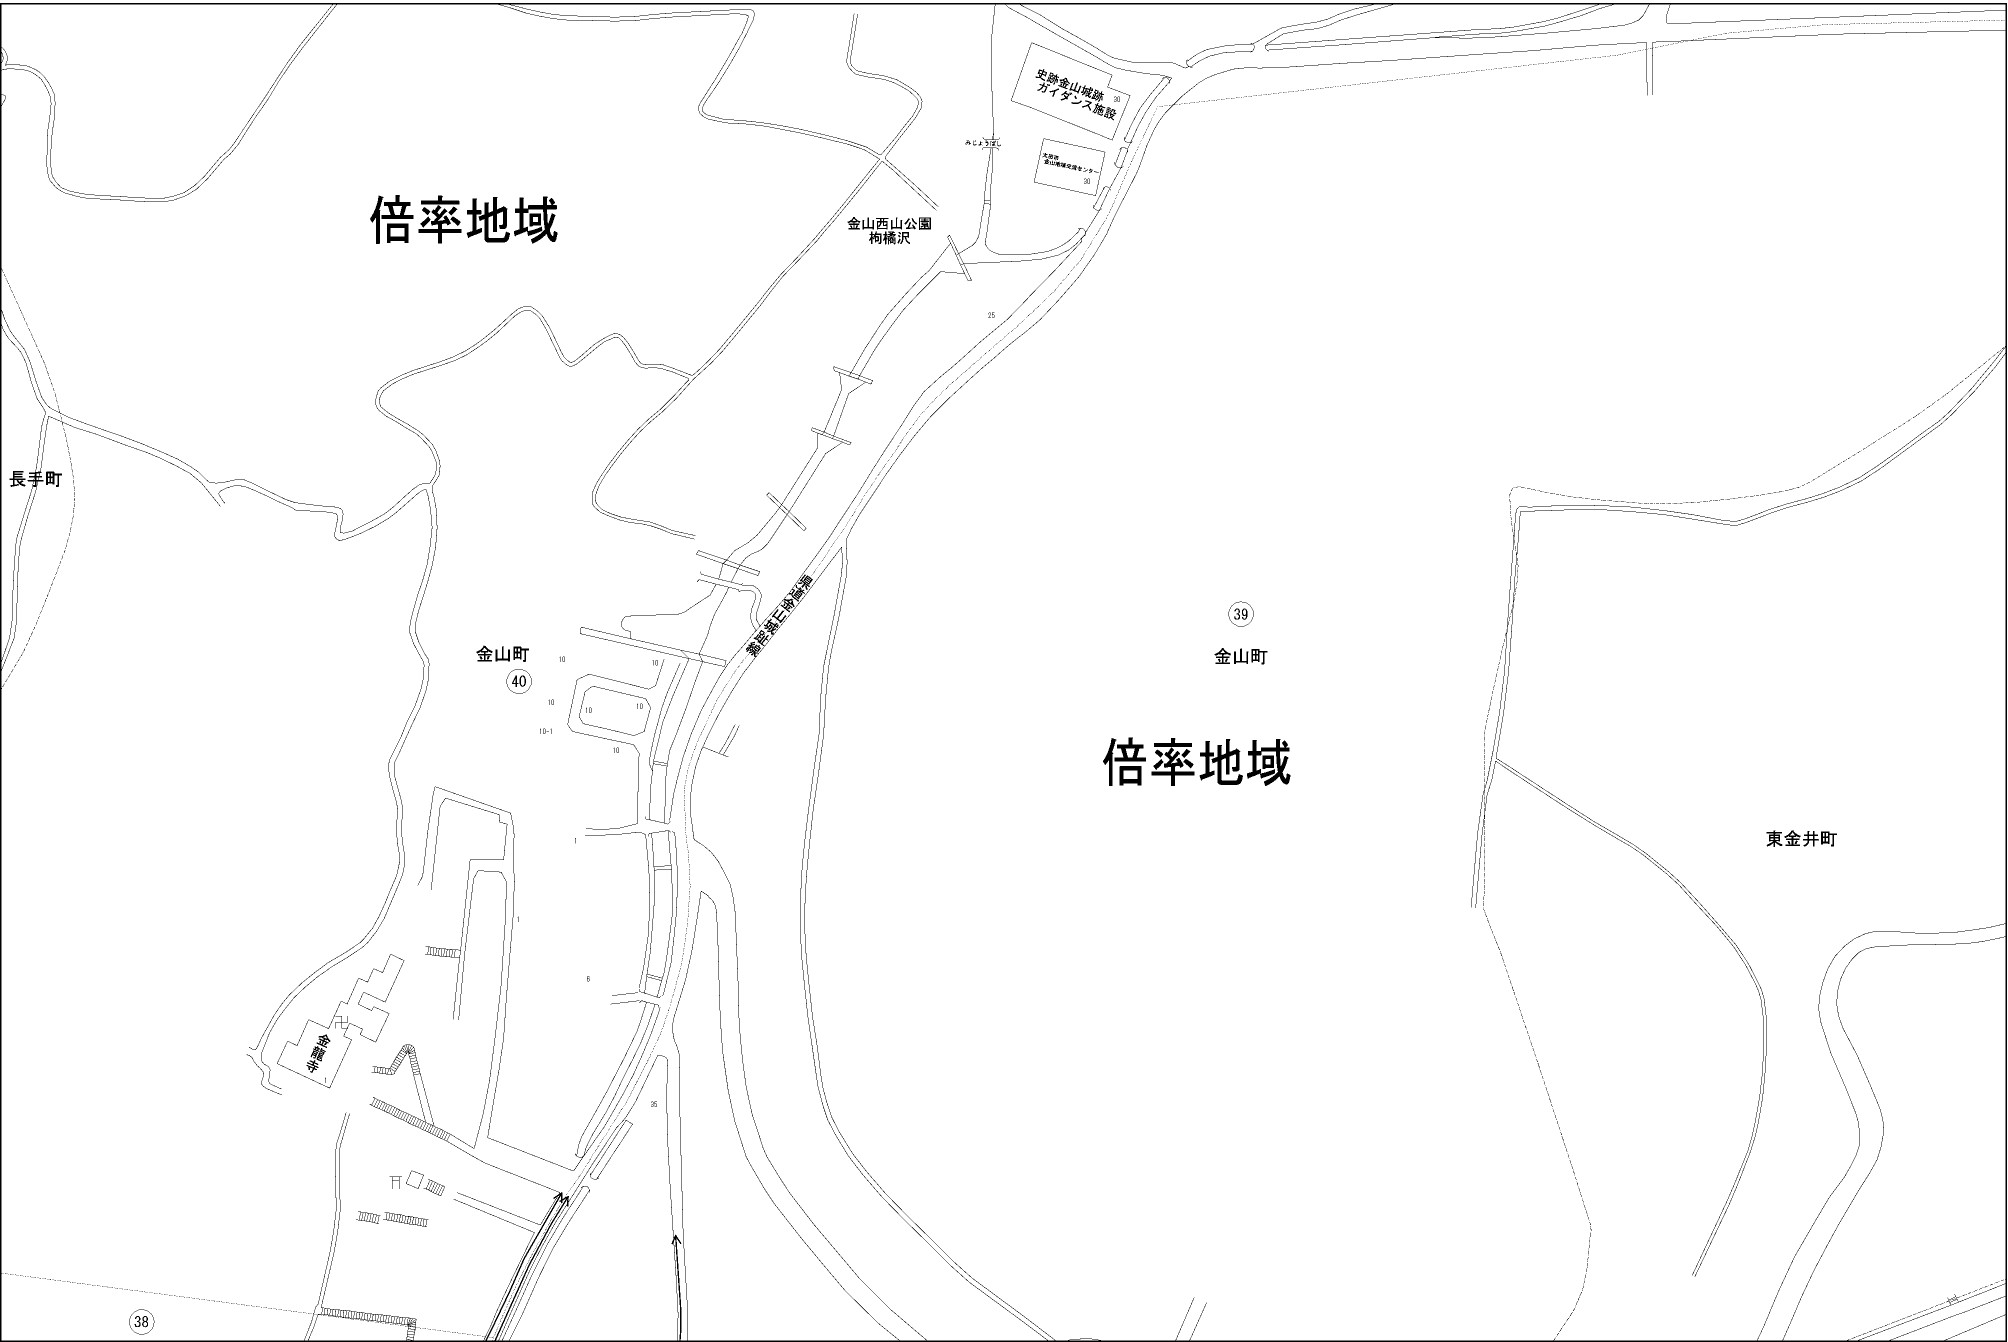 史跡金山城跡
ガイダンス施設
30
みじょうばし
太田市
金山地域交流センター
30
倍率地域
金山西山公園
枸橘沢
25
長手町
県道金山城趾線
39
金山町
金山町
40
10
10
10
10
10
10-1
10
倍率地域
東金井町
1
1
6
金龍寺
1
35
38